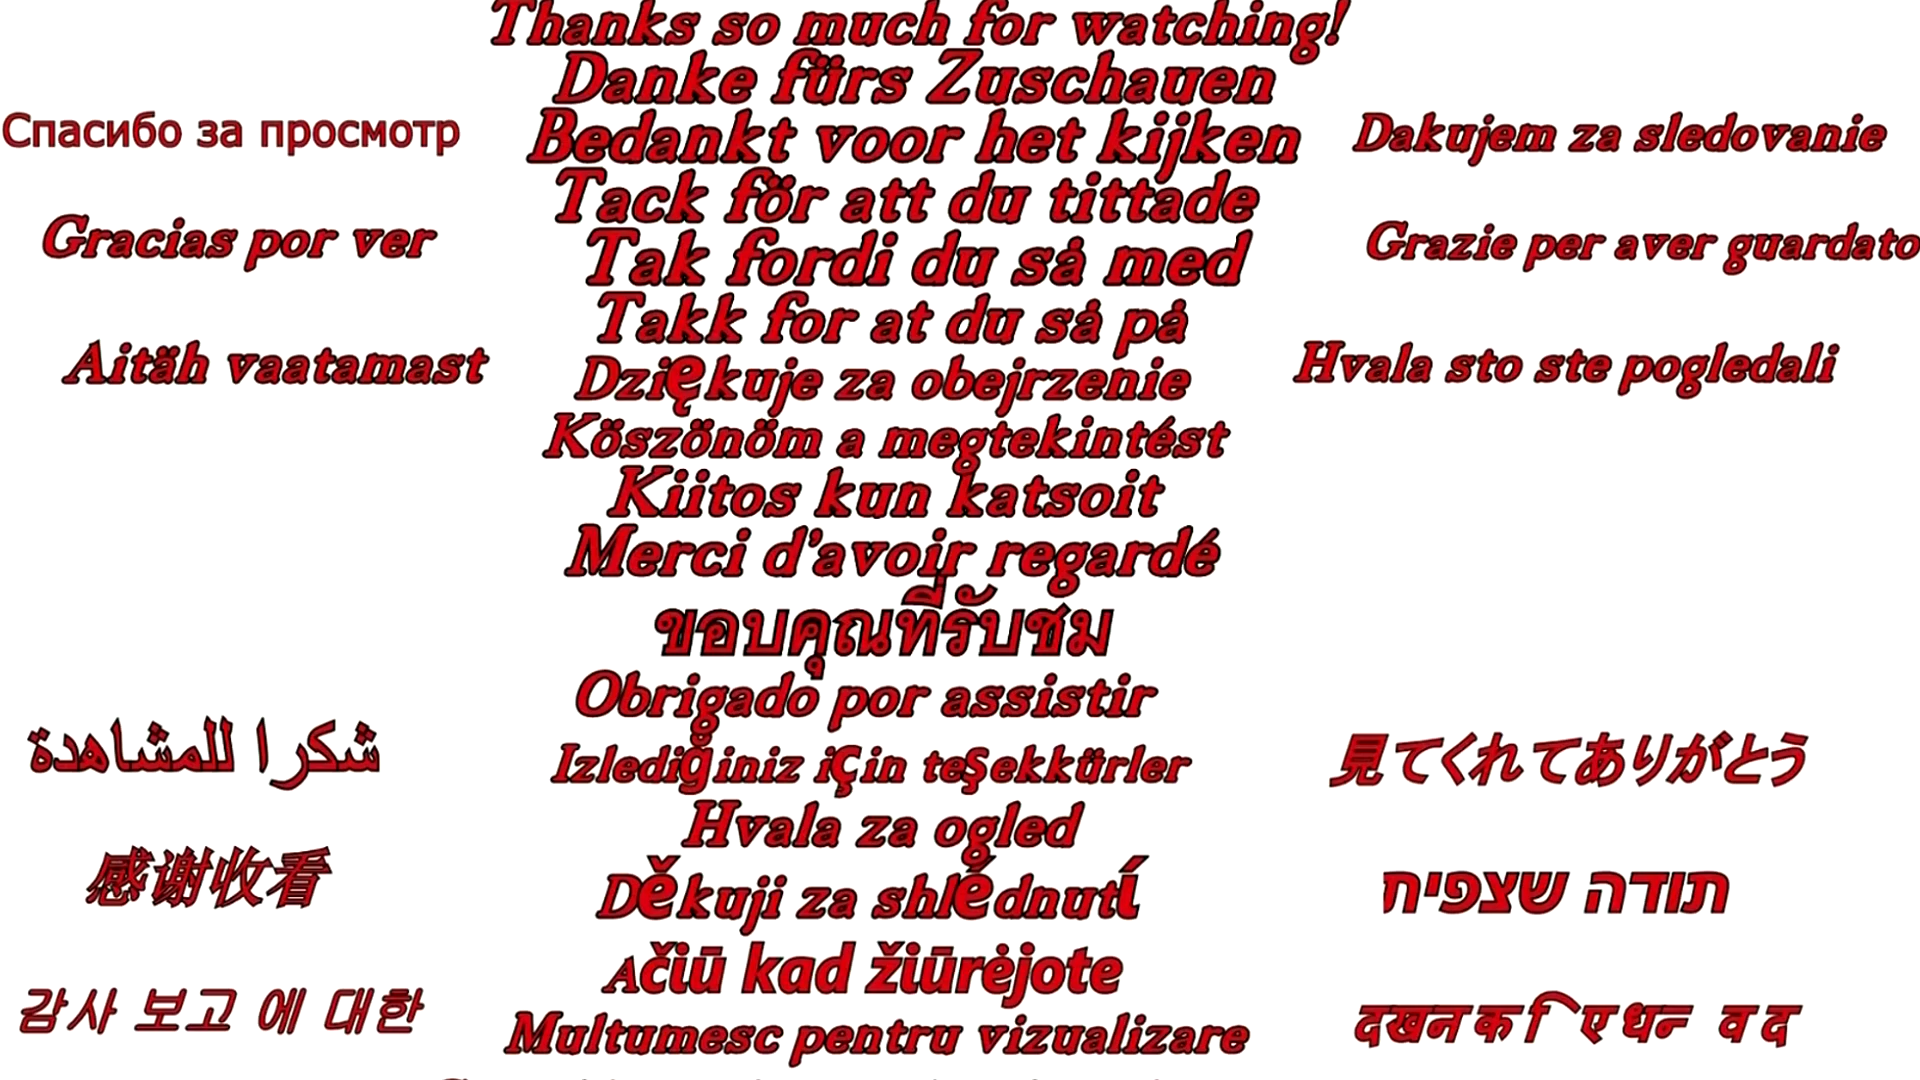 Thanks so much for watching!
Danke fürs Zuschauen
Bedankt voor het kijken
Tack för att du tittade
Tak fordi du så med
Takk for at du så på
Dziękuje za obejrzenie
Köszönöm a megtekintést
Kiitos kun katsoit
Merci d'avoir regardé
ขอบคุณที่รับชม
Obrigado por assistir
Izlediğiniz için teşekkürler
Hvala za ogled
Děkuji za shlédnutí
Ačiū kad žiūrėjote
Multumesc pentru vizualizare
Спасибо за просмотр
Gracias por ver
Aitäh vaatamast
شكرا للمشاهدة
感谢收看
감사 보고 에 대한
Dakujem za sledovanie
Grazie per aver guardato
Hvala sto ste pogledali
見てくれてありがとう
תודה שצפית